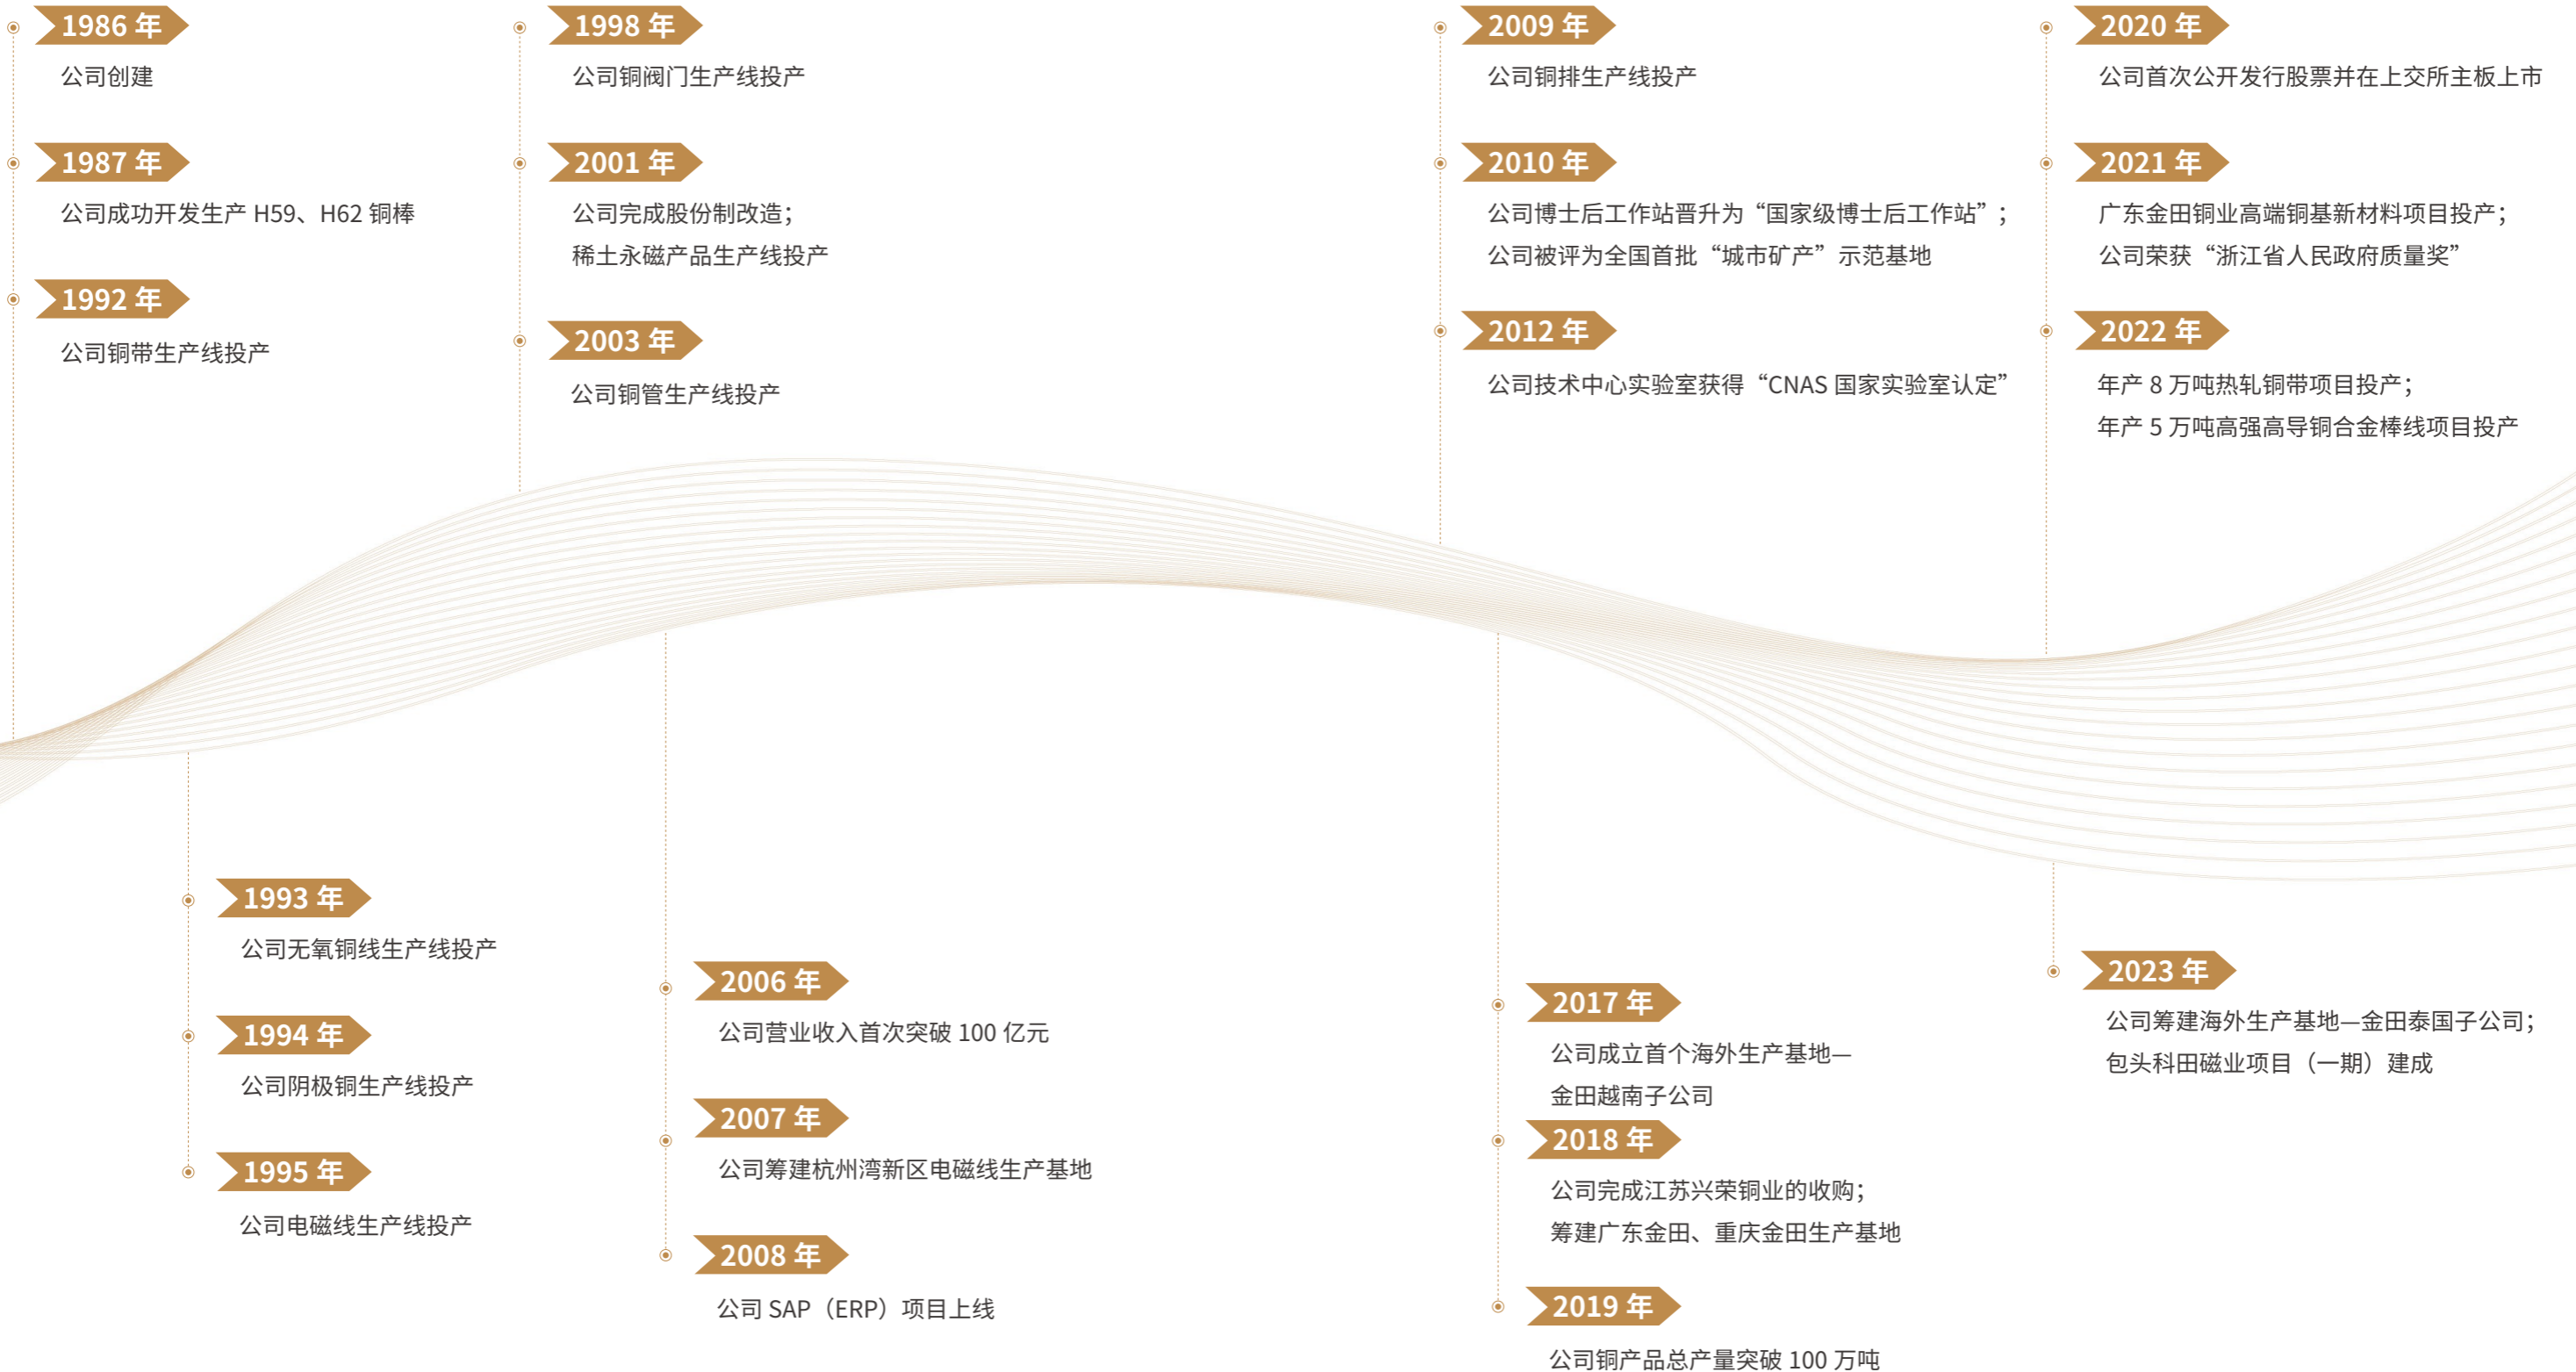 1986 年
公司创建
1987 年
公司成功开发生产 H59、H62 铜棒
1992 年
公司铜带生产线投产
1993 年
公司无氧铜线生产线投产
1994 年
公司阴极铜生产线投产
1995 年
公司电磁线生产线投产
1998 年
公司铜阀门生产线投产
2001 年
公司完成股份制改造；
稀土永磁产品生产线投产
2003 年
公司铜管生产线投产
2006 年
公司营业收入首次突破 100 亿元
2007 年
公司筹建杭州湾新区电磁线生产基地
2008 年
公司 SAP（ERP）项目上线
2009 年
公司铜排生产线投产
2010 年
公司博士后工作站晋升为“国家级博士后工作站”；
公司被评为全国首批“城市矿产”示范基地
2012 年
公司技术中心实验室获得“CNAS 国家实验室认定”
2017 年
公司成立首个海外生产基地—
金田越南子公司
2018 年
公司完成江苏兴荣铜业的收购；
筹建广东金田、重庆金田生产基地
2019 年
公司铜产品总产量突破 100 万吨
2020 年
公司首次公开发行股票并在上交所主板上市
2021 年
广东金田铜业高端铜基新材料项目投产；
公司荣获“浙江省人民政府质量奖”
2022 年
年产 8 万吨热轧铜带项目投产；
年产 5 万吨高强高导铜合金棒线项目投产
2023 年
公司筹建海外生产基地—金田泰国子公司；
包头科田磁业项目（一期）建成